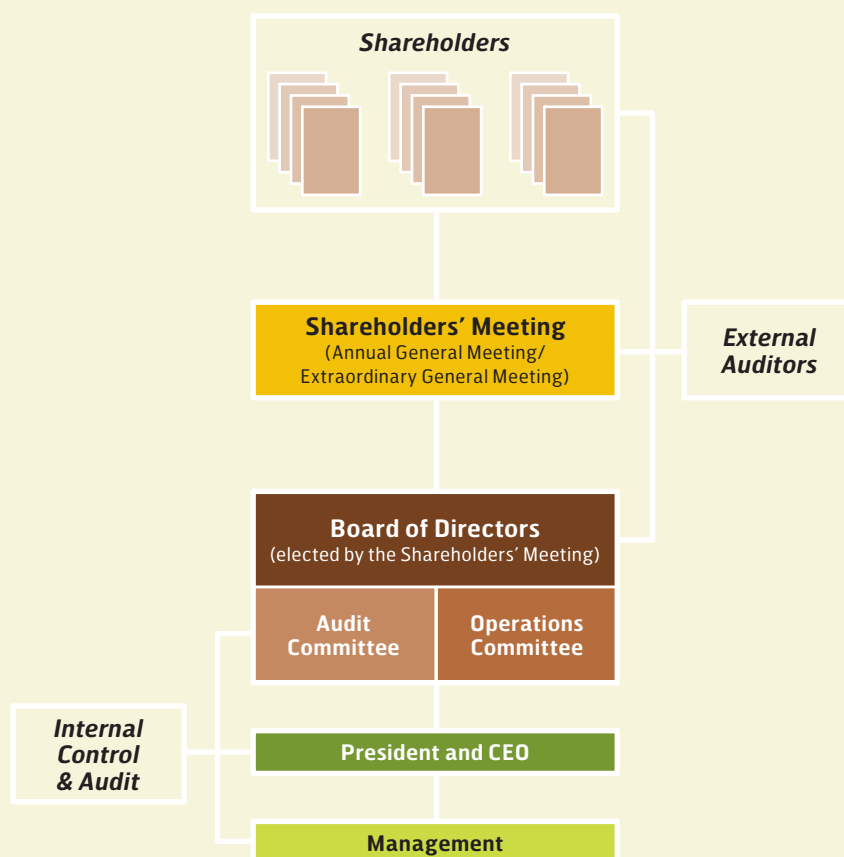 Shareholders
Shareholders’ Meeting
(Annual General Meeting/
Extraordinary General Meeting)
External
Auditors
Board of Directors
(elected by the Shareholders’ Meeting)
Audit
Committee
Operations
Committee
Internal
Control
& Audit
President and CEO
Management